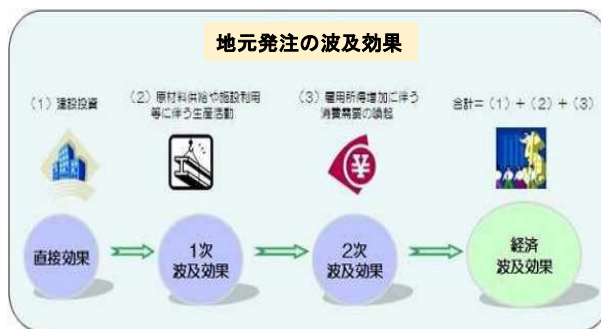 地元発注の波及効果
(1)建設投資
(2)原材料供給や施設利用
等に伴う生産活動
(3)雇用所得増加に伴う
消費需要の喚起
合計=(1)+(2)+(3)
¥
直接効果
1次
波及効果
2次
波及効果
経済
波及効果